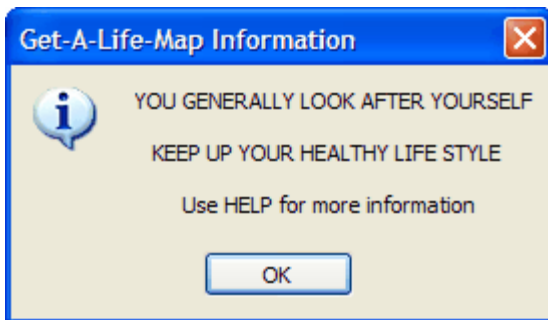 Get-A-Life-Map Information
YOU GENERALLY LOOK AFTER YOURSELF
KEEP UP YOUR HEALTHY LIFE STYLE
Use HELP for more information
OK